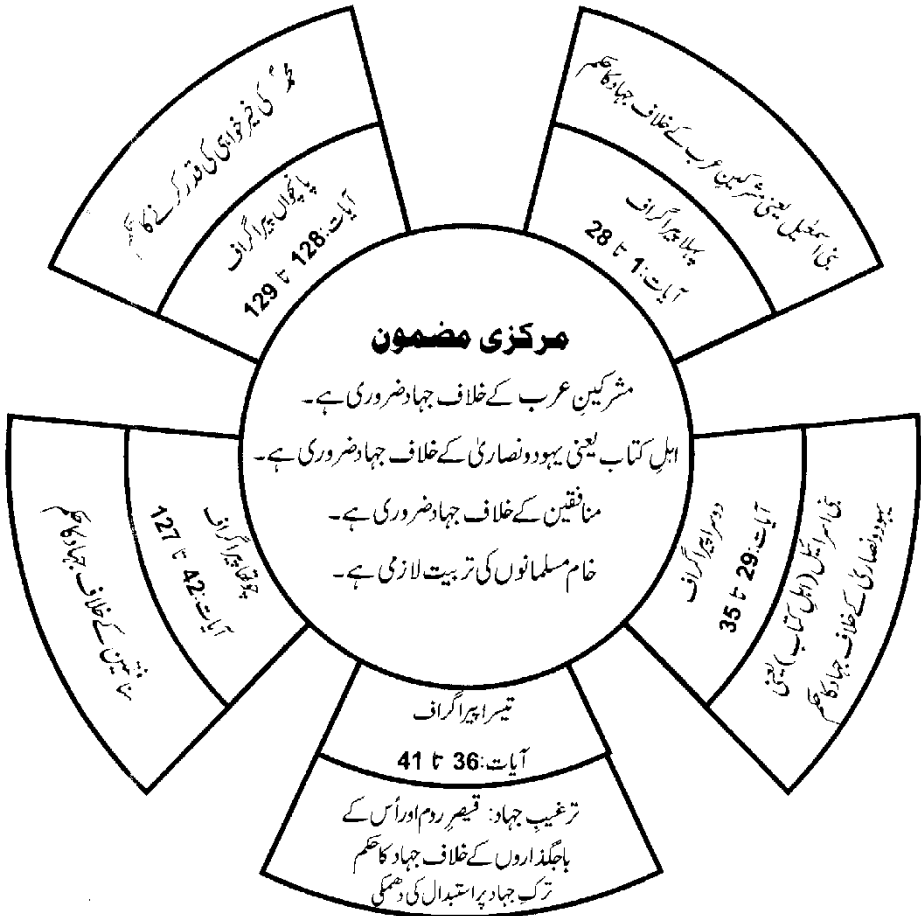 مرکزی مضمون
مشرکینِ عرب کے خلاف جہاد ضروری ہے۔
اہلِ کتاب یعنی یہود و نصاریٰ کے خلاف جہاد ضروری ہے۔
منافقین کے خلاف جہاد ضروری ہے۔
خام مسلمانوں کی تربیت لازمی ہے۔
بنی اسمٰعیل یعنی مشرکینِ عرب کے خلاف جہاد کا حکم
پہلا پیراگراف
آیات:1 تا 28
بنی اسرائیل (اہلِ کتاب) یعنی
یہود و نصاریٰ کے خلاف جہاد کا حکم
دوسرا پیراگراف
آیات:29 تا 35
تیسرا پیراگراف
آیات:36 تا 41
ترغیبِ جہاد: قیصرِ روم اور اُس کے
باجگذاروں کے خلاف جہاد کا حکم
ترکِ جہاد پر استبدال کی دھمکی
منافقین کے خلاف جہاد کا حکم
چوتھا پیراگراف
آیات:42 تا 127
محمدؐ کی خیر خواہی کی قدر کرنے کا حکم
پانچواں پیراگراف
آیات:128 تا 129